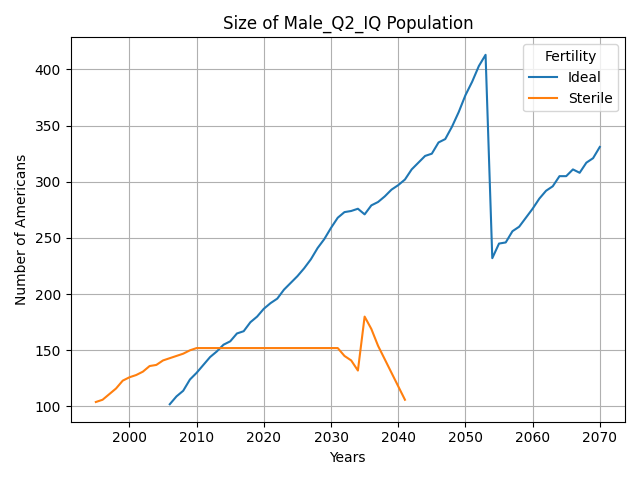 Size of Male_Q2_IQ Population
Number of Americans
400
350
300
250
200
150
100
Fertility
Ideal
Sterile
2000 2010 2020 2030 2040 2050 2060 2070
Years